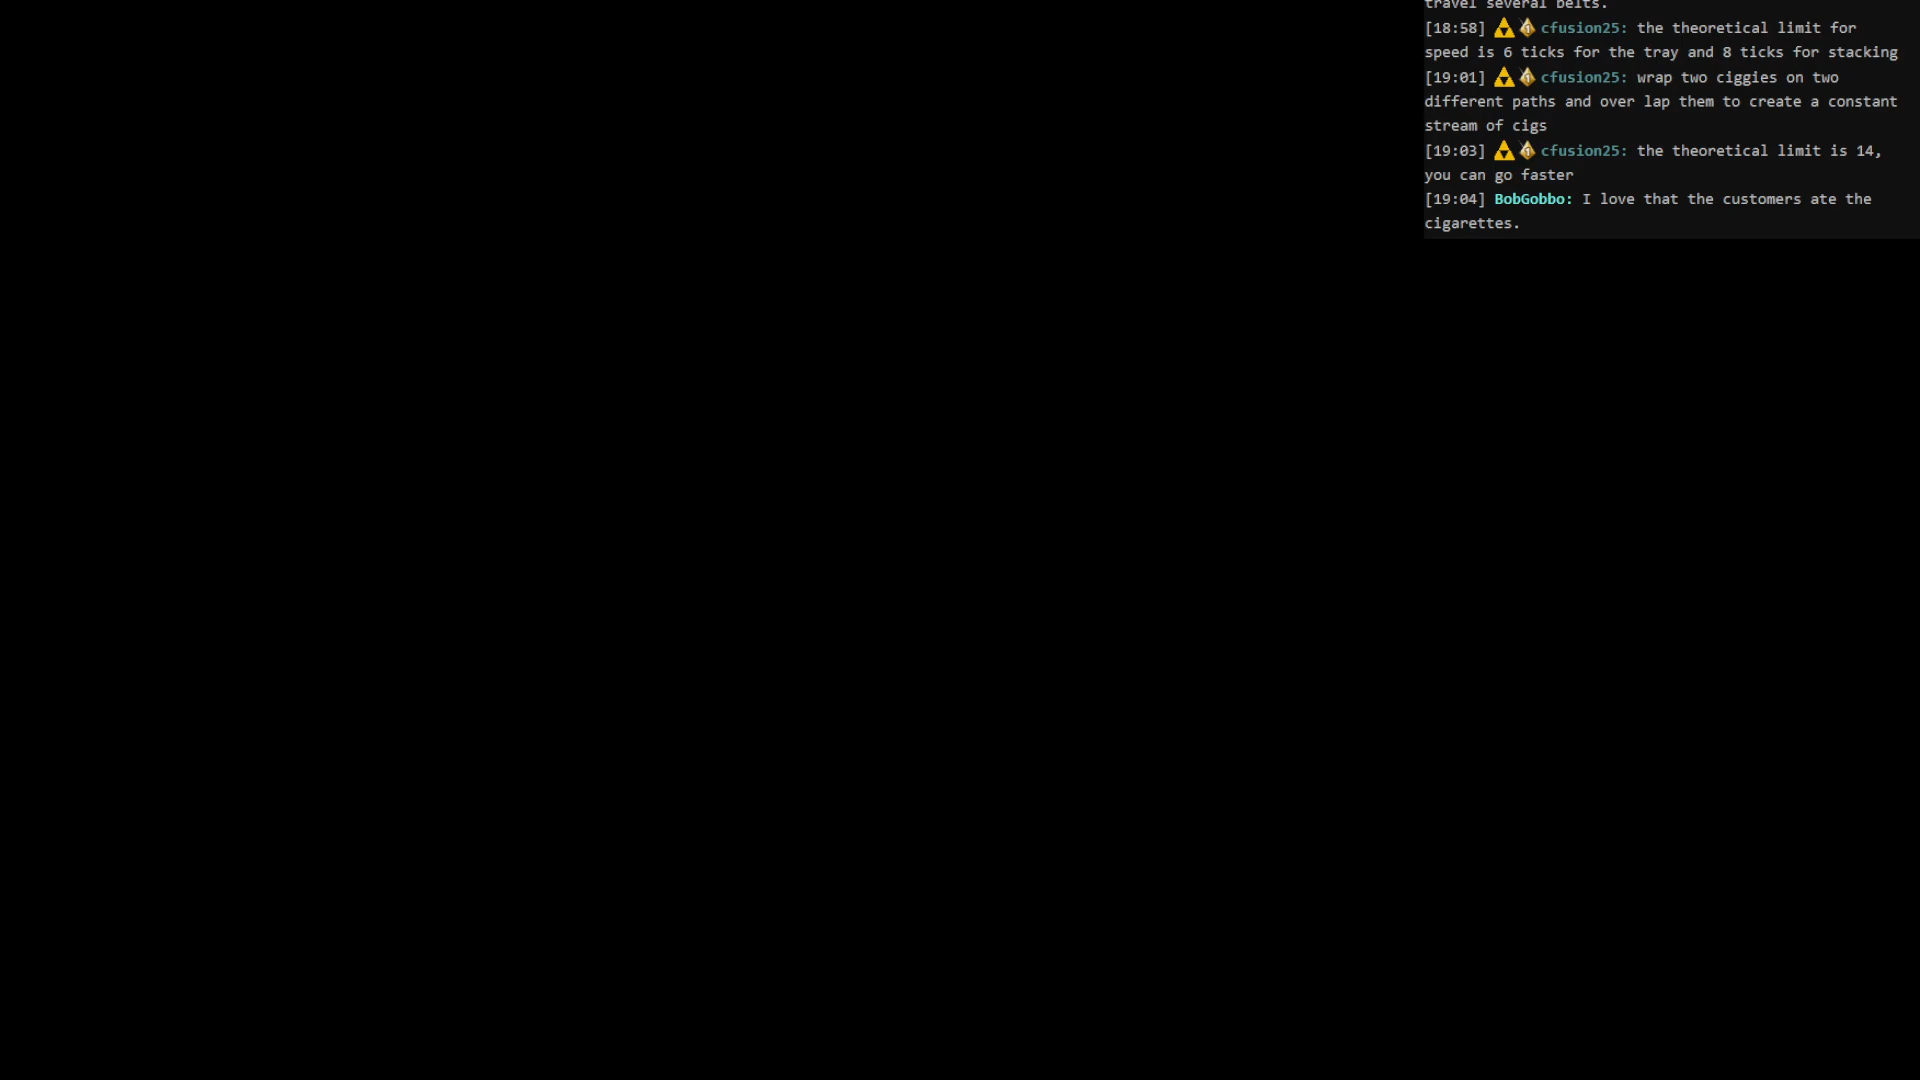 travel several belts.
[18:58] cfusion25: the theoretical limit for
speed is 6 ticks for the tray and 8 ticks for stacking
[19:01] cfusion25: wrap two ciggies on two
different paths and over lap them to create a constant
stream of cigs
[19:03] cfusion25: the theoretical limit is 14,
you can go faster
[19:04] BobGobbo: I love that the customers ate the
cigarettes.